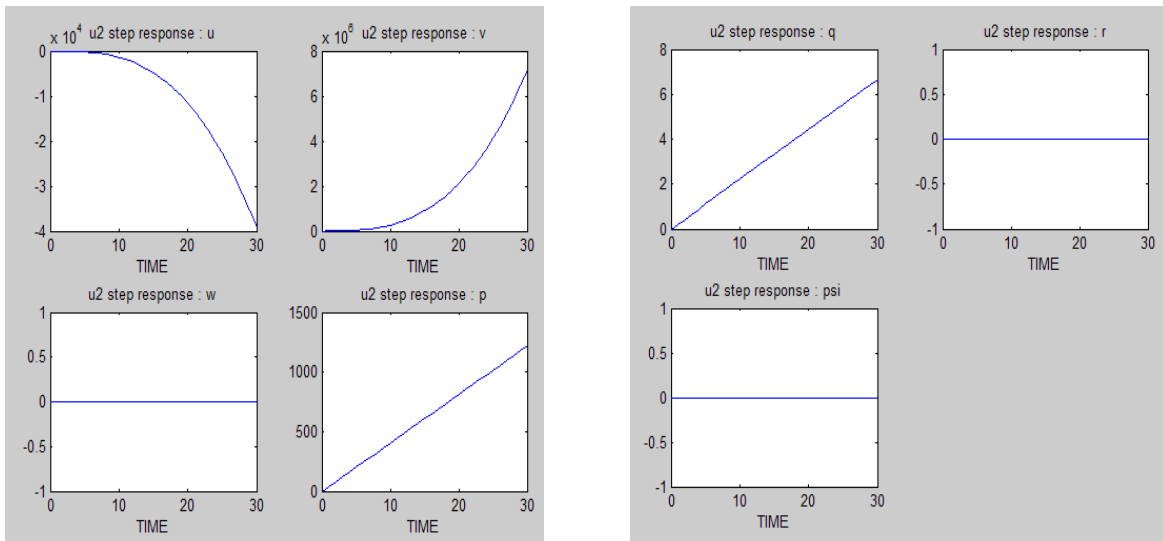 x 10⁴ u2 step response : u
0
-1
-2
-3
-4
0 10 20 30
TIME
x 10⁶ u2 step response : v
8
6
4
2
0
0 10 20 30
TIME
u2 step response : w
1
0.5
0
-0.5
-1
0 10 20 30
TIME
u2 step response : p
1500
1000
500
0
0 10 20 30
TIME
u2 step response : q
8
6
4
2
0
0 10 20 30
TIME
u2 step response : r
1
0.5
0
-0.5
-1
0 10 20 30
TIME
u2 step response : psi
1
0.5
0
-0.5
-1
0 10 20 30
TIME